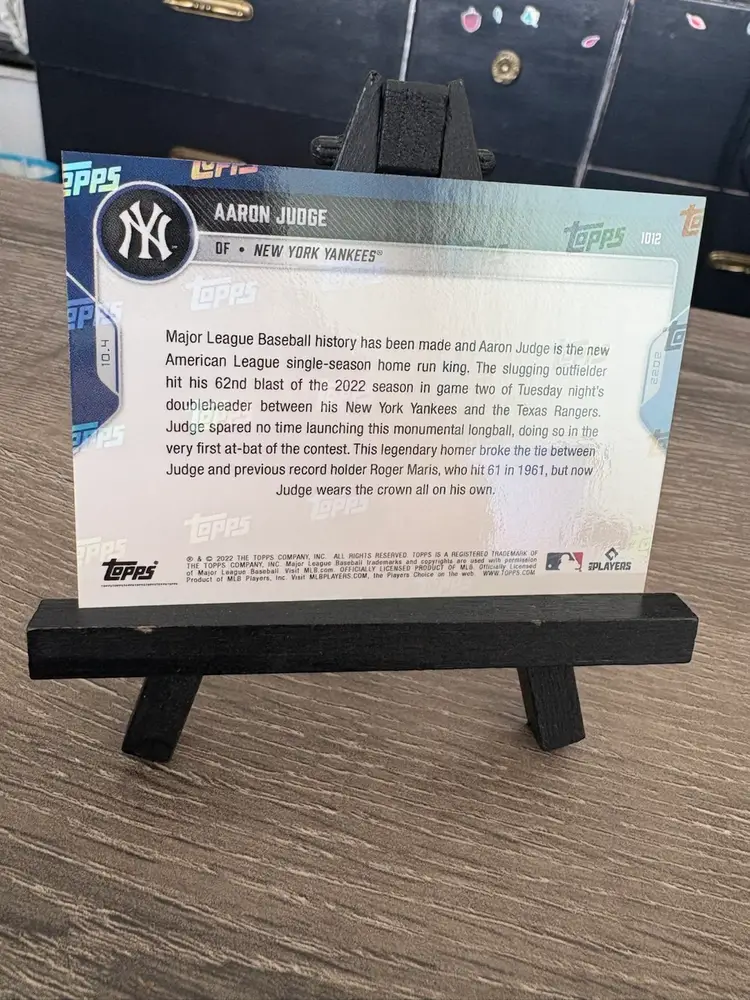 AARON JUDGE
OF • NEW YORK YANKEES®
TOPPS
1012
NY
10.4
2022
Major League Baseball history has been made and Aaron Judge is the new
American League single-season home run king. The slugging outfielder
hit his 62nd blast of the 2022 season in game two of Tuesday night's
doubleheader between his New York Yankees and the Texas Rangers.
Judge spared no time launching this monumental longball, doing so in the
very first at-bat of the contest. This legendary homer broke the tie between
Judge and previous record holder Roger Maris, who hit 61 in 1961, but now
Judge wears the crown all on his own.
topps
® & © 2022 THE TOPPS COMPANY, INC. ALL RIGHTS RESERVED. TOPPS IS A REGISTERED TRADEMARK OF
THE TOPPS COMPANY, INC. Major League Baseball trademarks and copyrights are used with permission
of Major League Baseball. Visit MLB.com. OFFICIALLY LICENSED PRODUCT OF MLB. Officially Licensed
Product of MLB Players, Inc. Visit MLBPLAYERS.COM, the Players Choice on the web. WWW.TOPPS.COM
PLAYERS